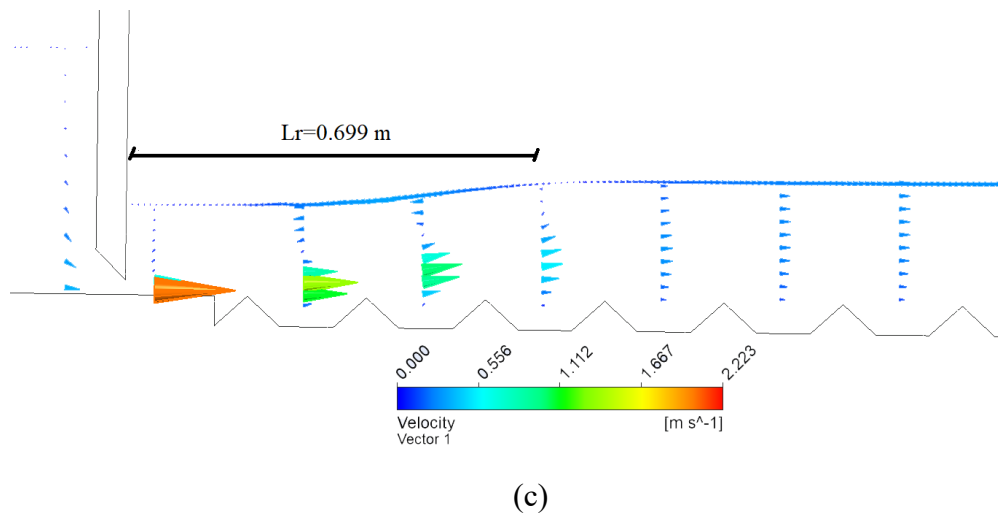 Lr=0.699 m
0.000
0.556
1.112
1.667
2.223
Velocity
Vector 1
[m s^-1]
(c)